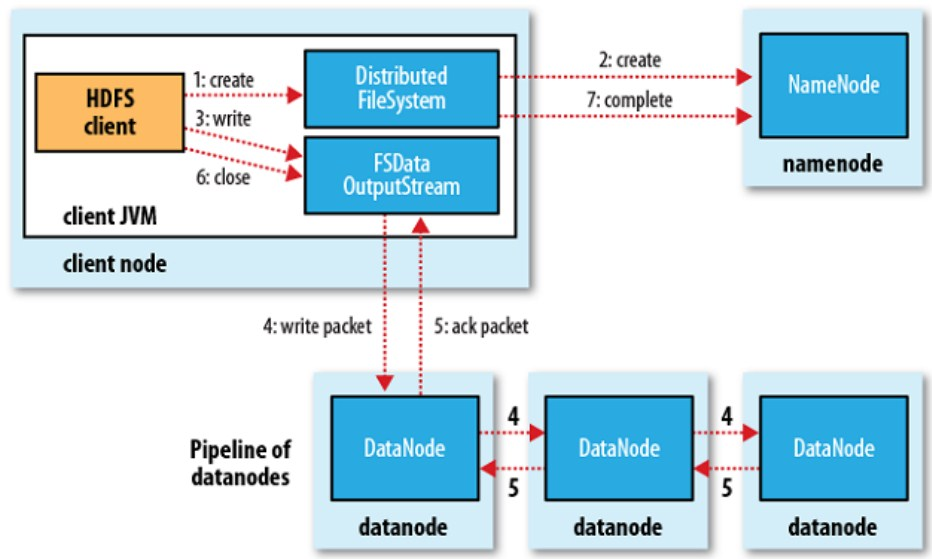 HDFS
client
1: create
3: write
6: close
Distributed
FileSystem
FSData
OutputStream
client JVM
client node
2: create
7: complete
NameNode
namenode
4: write packet
5: ack packet
Pipeline of
datanodes
DataNode
4
5
DataNode
4
5
DataNode
datanode
datanode
datanode